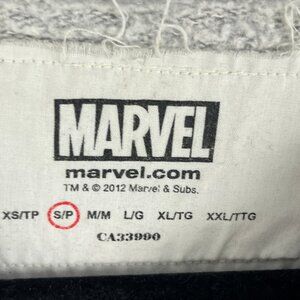 MARVEL
marvel.com
TM & © 2012 Marvel & Subs.
XS/TP S/P M/M L/G XL/TG XXL/TTG
CA33990